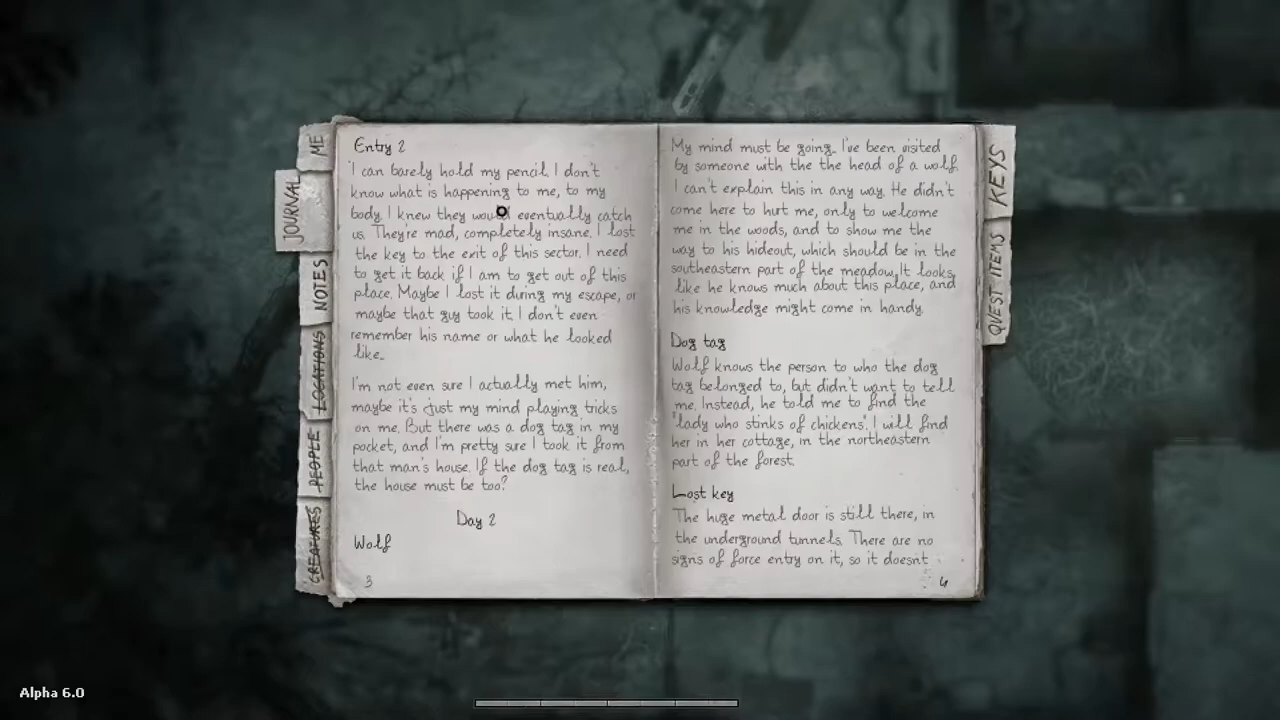 ME
JOURNAL
NOTES
LOCATIONS
PEOPLE
CREATURES
Entry 2
I can barely hold my pencil. I don't
know what is happening to me, to my
body. I knew they would eventually catch
us. They're mad, completely insane. I lost
the key to the exit of this sector. I need
to get it back if I am to get out of this
place. Maybe I lost it during my escape, or
maybe that guy took it. I don't even
remember his name or what he looked
like...
I'm not even sure I actually met him,
maybe it's just my mind playing tricks
on me. But there was a dog tag in my
pocket, and I'm pretty sure I took it from
that man's house. If the dog tag is real,
the house must be too?
Day 2
Wolf
3
My mind must be going... I've been visited
by someone with the the head of a wolf.
I can't explain this in any way. He didn't
come here to hurt me, only to welcome
me in the woods, and to show me the
way to his hideout, which should be in the
southeastern part of the meadow. It looks
like he knows much about this place, and
his knowledge might come in handy.
Dog tag
Wolf knows the person to who the dog
tag belonged to, but didn't want to tell
me. Instead, he told me to find the
"lady who stinks of chickens". I will find
her in her cottage, in the northeastern
part of the forest.
Lost key
The huge metal door is still there, in
the underground tunnels. There are no
signs of force entry on it, so it doesn't
4
KEYS
QUEST ITEMS
Alpha 6.0